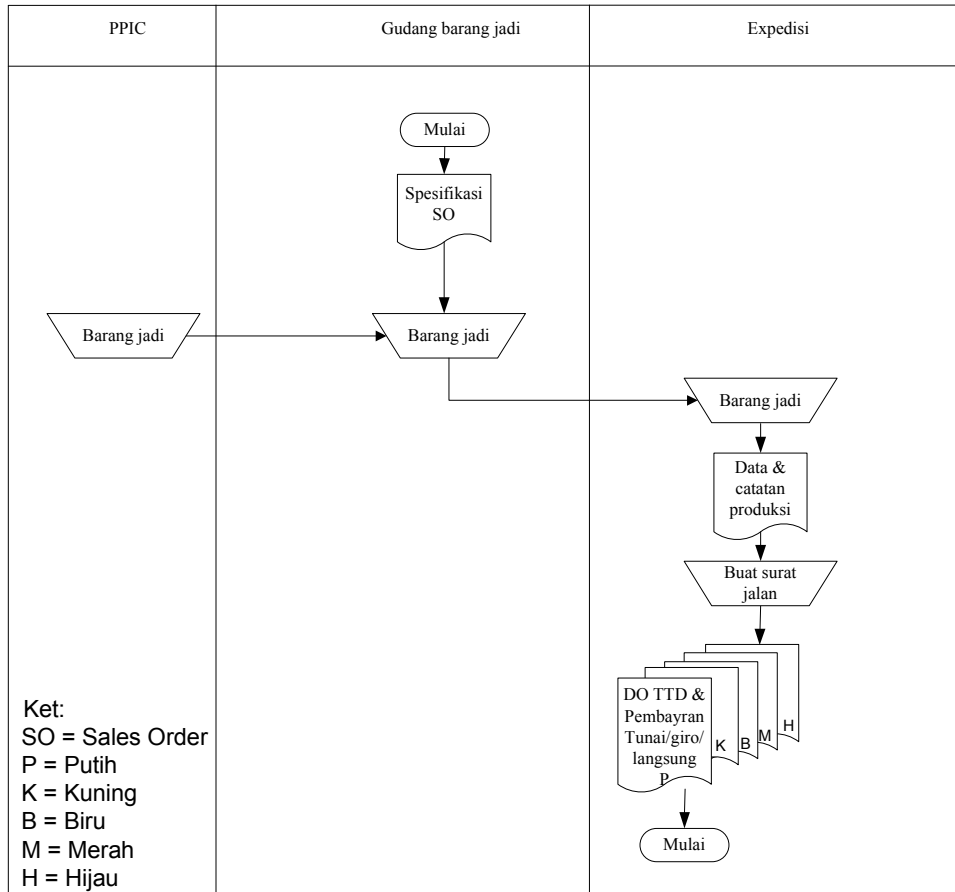 PPIC
Gudang barang jadi
Expedisi
Mulai
Spesifikasi
SO
Barang jadi
Barang jadi
Barang jadi
Data &
catatan
produksi
Buat surat
jalan
DO TTD &
Pembayran
Tunai/giro/
langsung
P
K
B
M
H
Mulai
Ket:
SO = Sales Order
P = Putih
K = Kuning
B = Biru
M = Merah
H = Hijau